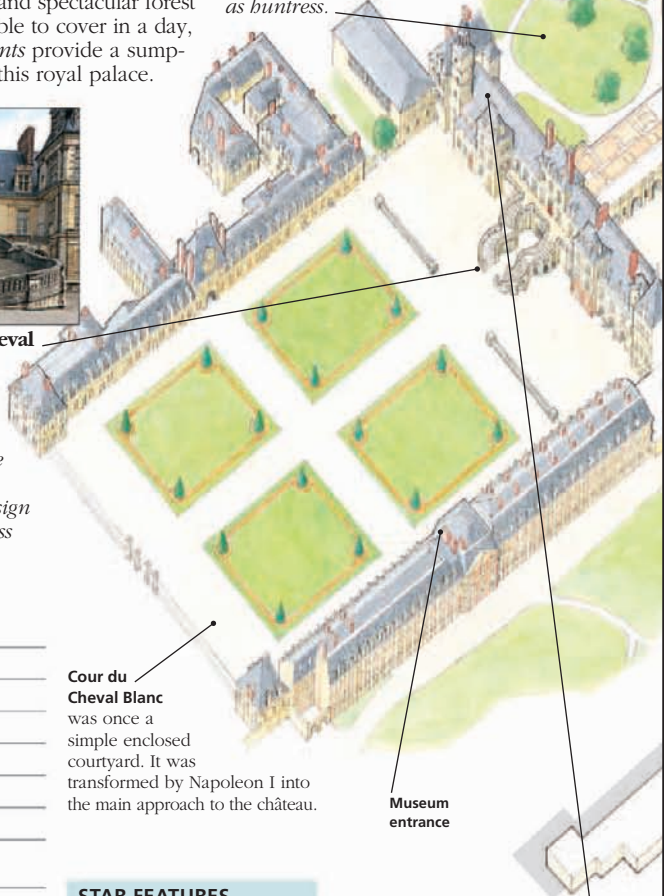 and spectacular forest
ble to cover in a day,
nts provide a sump-
this royal palace.
as huntress.
eval
e
sign
ss
Cour du
Cheval Blanc
was once a
simple enclosed
courtyard. It was
transformed by Napoleon I into
the main approach to the château.
Museum
entrance
STAR FEATURES